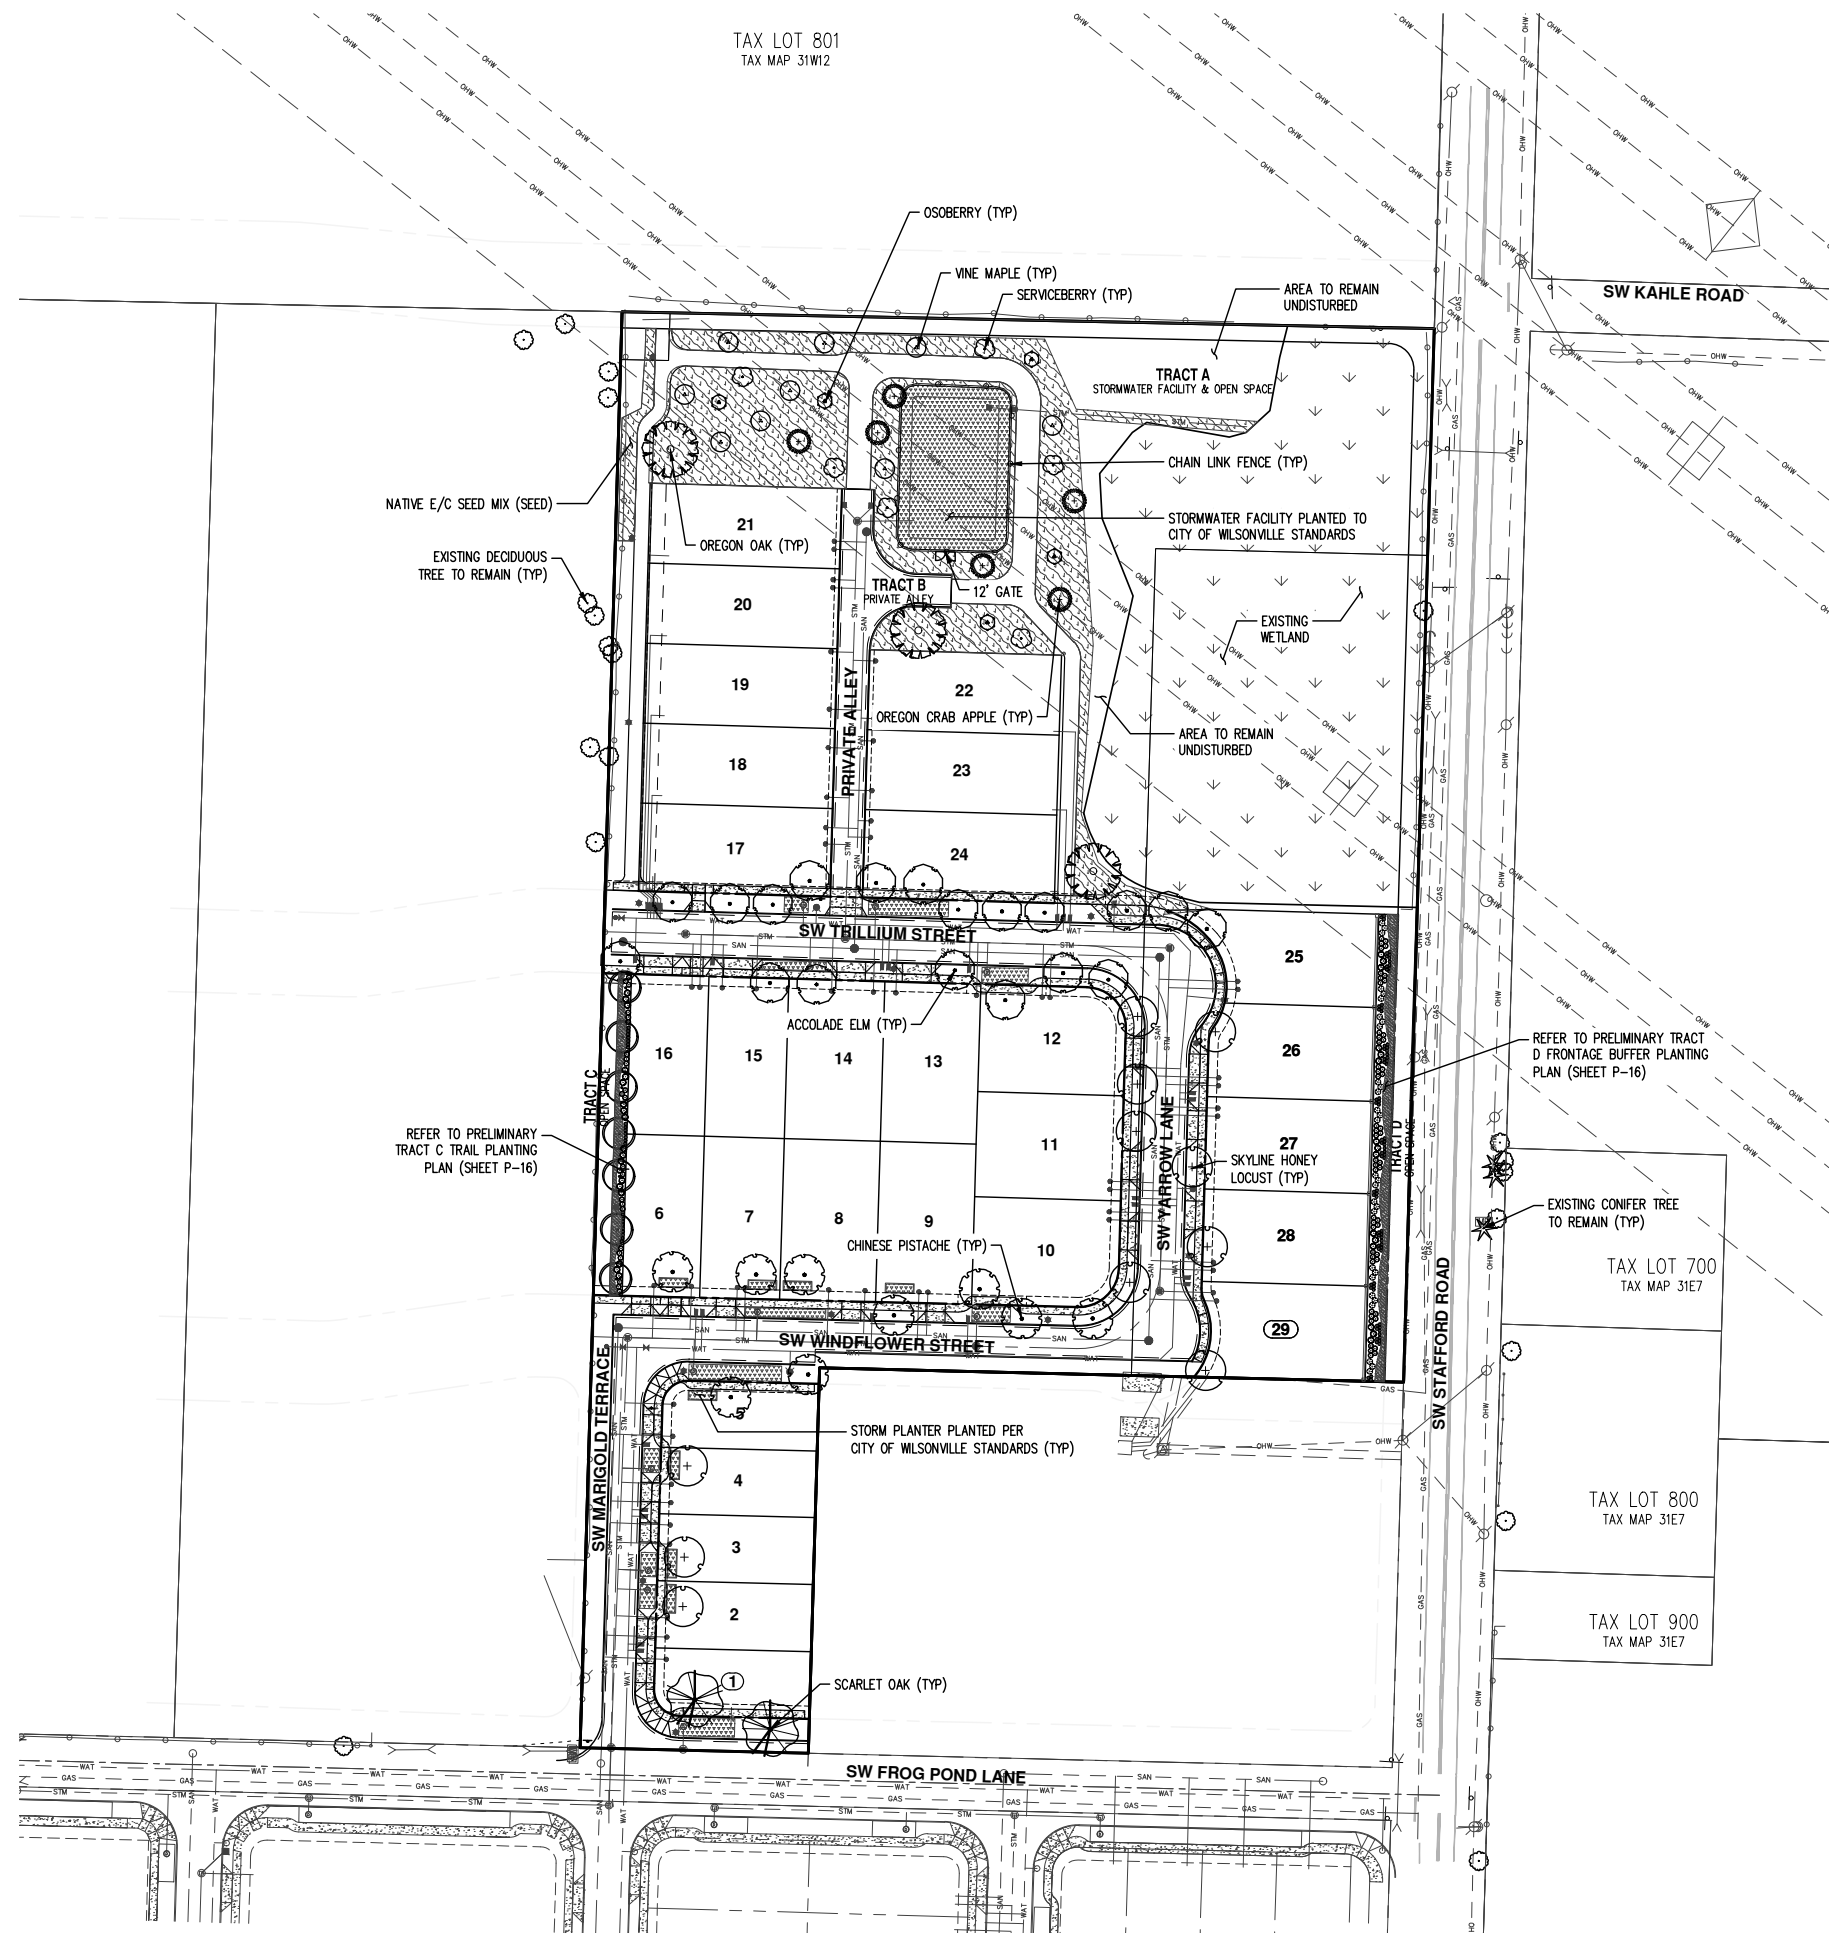 TAX LOT 801
TAX MAP 31W12
OSOBERRY (TYP)
VINE MAPLE (TYP)
SERVICEBERRY (TYP)
AREA TO REMAIN
UNDISTURBED
SW KAHLE ROAD
TRACT A
STORMWATER FACILITY & OPEN SPACE
CHAIN LINK FENCE (TYP)
NATIVE E/C SEED MIX (SEED)
STORMWATER FACILITY PLANTED TO
CITY OF WILSONVILLE STANDARDS
21
OREGON OAK (TYP)
EXISTING DECIDUOUS
TREE TO REMAIN (TYP)
TRACT B
PRIVATE ALLEY
12' GATE
20
EXISTING
WETLAND
19
22
OREGON CRAB APPLE (TYP)
PRIVATE ALLEY
AREA TO REMAIN
UNDISTURBED
18
23
17
24
SW TRILLIUM STREET
25
ACCOLADE ELM (TYP)
16
15
14
13
12
26
REFER TO PRELIMINARY TRACT
D FRONTAGE BUFFER PLANTING
PLAN (SHEET P-16)
TRACT C
OPEN SPACE
REFER TO PRELIMINARY
TRACT C TRAIL PLANTING
PLAN (SHEET P-16)
11
SW YARROW LANE
27
SKYLINE HONEY
LOCUST (TYP)
TRACT D
OPEN SPACE
EXISTING CONIFER TREE
TO REMAIN (TYP)
6
7
8
9
CHINESE PISTACHE (TYP)
10
28
TAX LOT 700
TAX MAP 31E7
29
SW WINDFLOWER STREET
SW STAFFORD ROAD
SW MARIGOLD TERRACE
5
STORM PLANTER PLANTED PER
CITY OF WILSONVILLE STANDARDS (TYP)
4
TAX LOT 800
TAX MAP 31E7
3
2
TAX LOT 900
TAX MAP 31E7
1
SCARLET OAK (TYP)
SW FROG POND LANE
OHW
GAS
STM
SAN
WAT